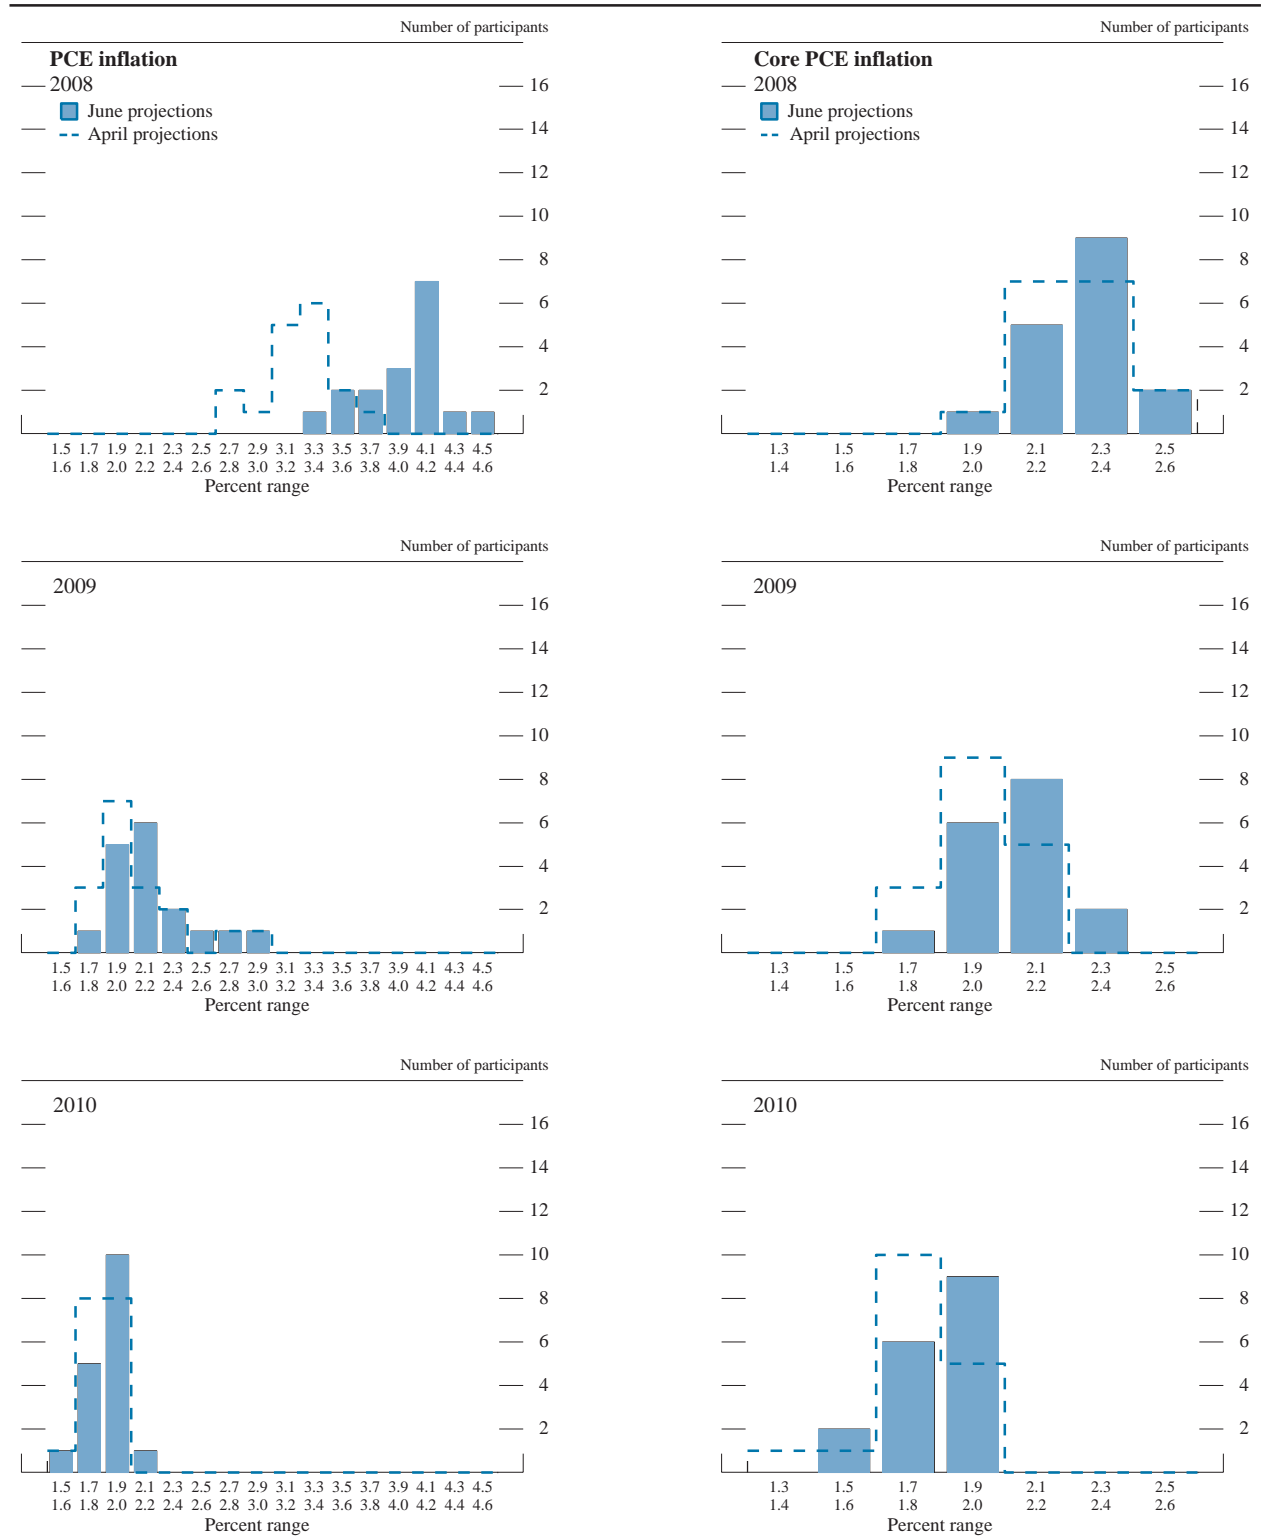 Number of participants
PCE inflation
2008
June projections
April projections
16
14
12
10
8
6
4
2
1.5 1.7 1.9 2.1 2.3 2.5 2.7 2.9 3.1 3.3 3.5 3.7 3.9 4.1 4.3 4.5
1.6 1.8 2.0 2.2 2.4 2.6 2.8 3.0 3.2 3.4 3.6 3.8 4.0 4.2 4.4 4.6
Percent range
Number of participants
Core PCE inflation
2008
June projections
April projections
16
14
12
10
8
6
4
2
1.3 1.5 1.7 1.9 2.1 2.3 2.5
1.4 1.6 1.8 2.0 2.2 2.4 2.6
Percent range
Number of participants
2009
16
14
12
10
8
6
4
2
1.5 1.7 1.9 2.1 2.3 2.5 2.7 2.9 3.1 3.3 3.5 3.7 3.9 4.1 4.3 4.5
1.6 1.8 2.0 2.2 2.4 2.6 2.8 3.0 3.2 3.4 3.6 3.8 4.0 4.2 4.4 4.6
Percent range
Number of participants
2009
16
14
12
10
8
6
4
2
1.3 1.5 1.7 1.9 2.1 2.3 2.5
1.4 1.6 1.8 2.0 2.2 2.4 2.6
Percent range
Number of participants
2010
16
14
12
10
8
6
4
2
1.5 1.7 1.9 2.1 2.3 2.5 2.7 2.9 3.1 3.3 3.5 3.7 3.9 4.1 4.3 4.5
1.6 1.8 2.0 2.2 2.4 2.6 2.8 3.0 3.2 3.4 3.6 3.8 4.0 4.2 4.4 4.6
Percent range
Number of participants
2010
16
14
12
10
8
6
4
2
1.3 1.5 1.7 1.9 2.1 2.3 2.5
1.4 1.6 1.8 2.0 2.2 2.4 2.6
Percent range